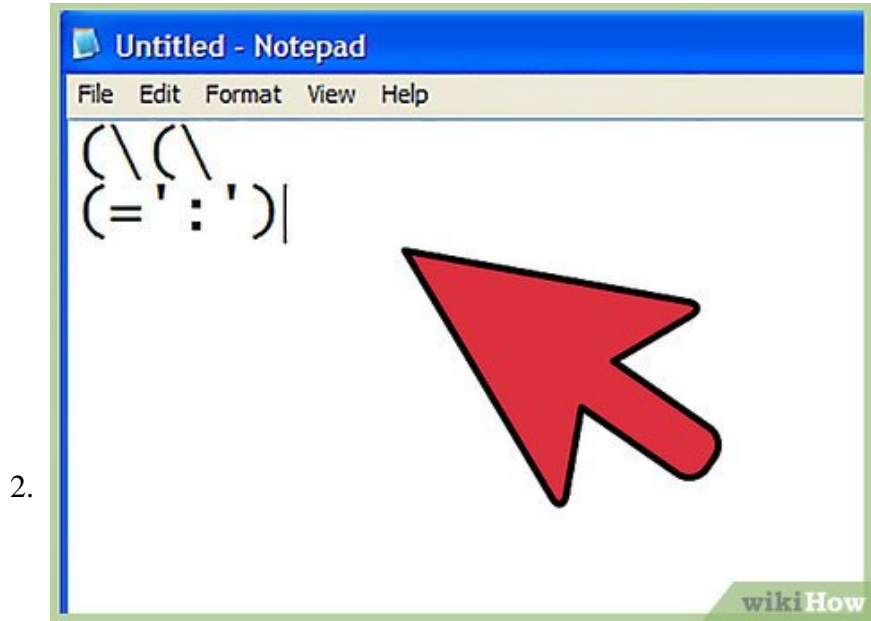 Untitled - Notepad
File Edit Format View Help
(\(\
(=':')
2.
wikiHow